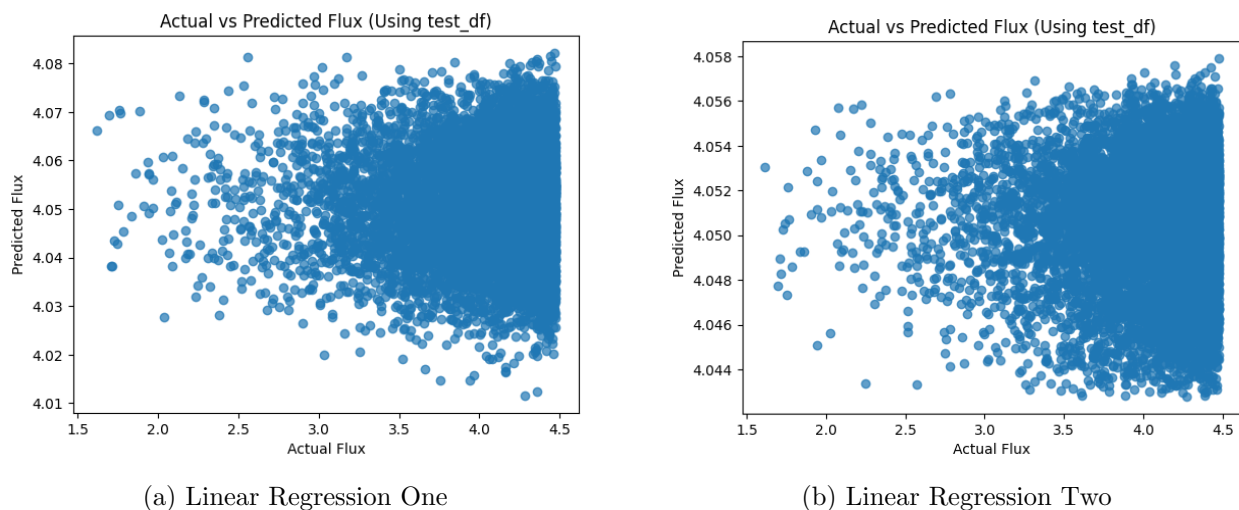 Actual vs Predicted Flux (Using test_df)
4.08
4.07
4.06
4.05
4.04
4.03
4.02
4.01
Predicted Flux
1.5 2.0 2.5 3.0 3.5 4.0 4.5
Actual Flux
(a) Linear Regression One
Actual vs Predicted Flux (Using test_df)
4.058
4.056
4.054
4.052
4.050
4.048
4.046
4.044
Predicted Flux
1.5 2.0 2.5 3.0 3.5 4.0 4.5
Actual Flux
(b) Linear Regression Two